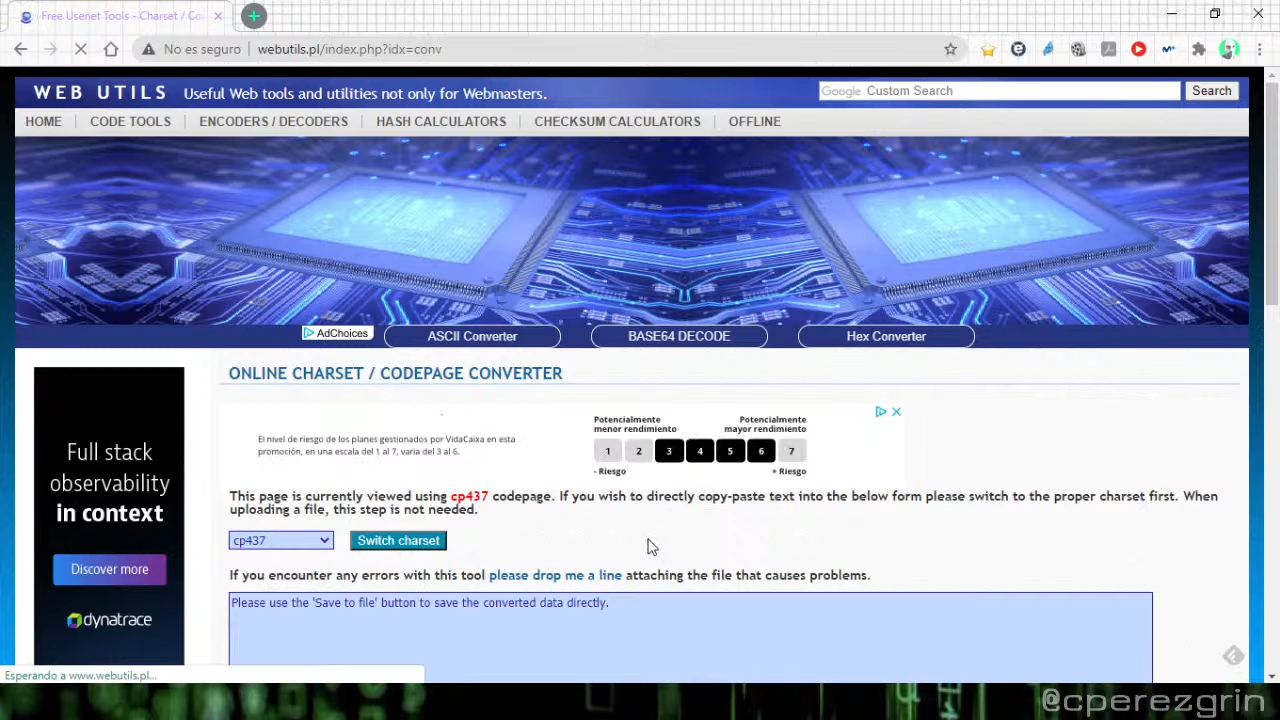 Free Usenet Tools - Charset / Co
No es seguro
webutils.pl/index.php?idx=conv
WEB UTILS
Useful Web tools and utilities not only for Webmasters.
Google Custom Search
Search
HOME
CODE TOOLS
ENCODERS / DECODERS
HASH CALCULATORS
CHECKSUM CALCULATORS
OFFLINE
AdChoices
ASCII Converter
BASE64 DECODE
Hex Converter
ONLINE CHARSET / CODEPAGE CONVERTER
El nivel de riesgo de los planes gestionados por VidaCaixa en esta
promoción, en una escala del 1 al 7, varia del 3 al 6.
Potencialmente
menor rendimiento
Potencialmente
mayor rendimiento
1 2 3 4 5 6 7
- Riesgo
+ Riesgo
This page is currently viewed using cp437 codepage. If you wish to directly copy-paste text into the below form please switch to the proper charset first. When
uploading a file, this step is not needed.
cp437
Switch charset
If you encounter any errors with this tool please drop me a line attaching the file that causes problems.
Please use the 'Save to file' button to save the converted data directly.
Full stack
observability
in context
Discover more
dynatrace
Esperando a www.webutils.pl...
@cperezgrin